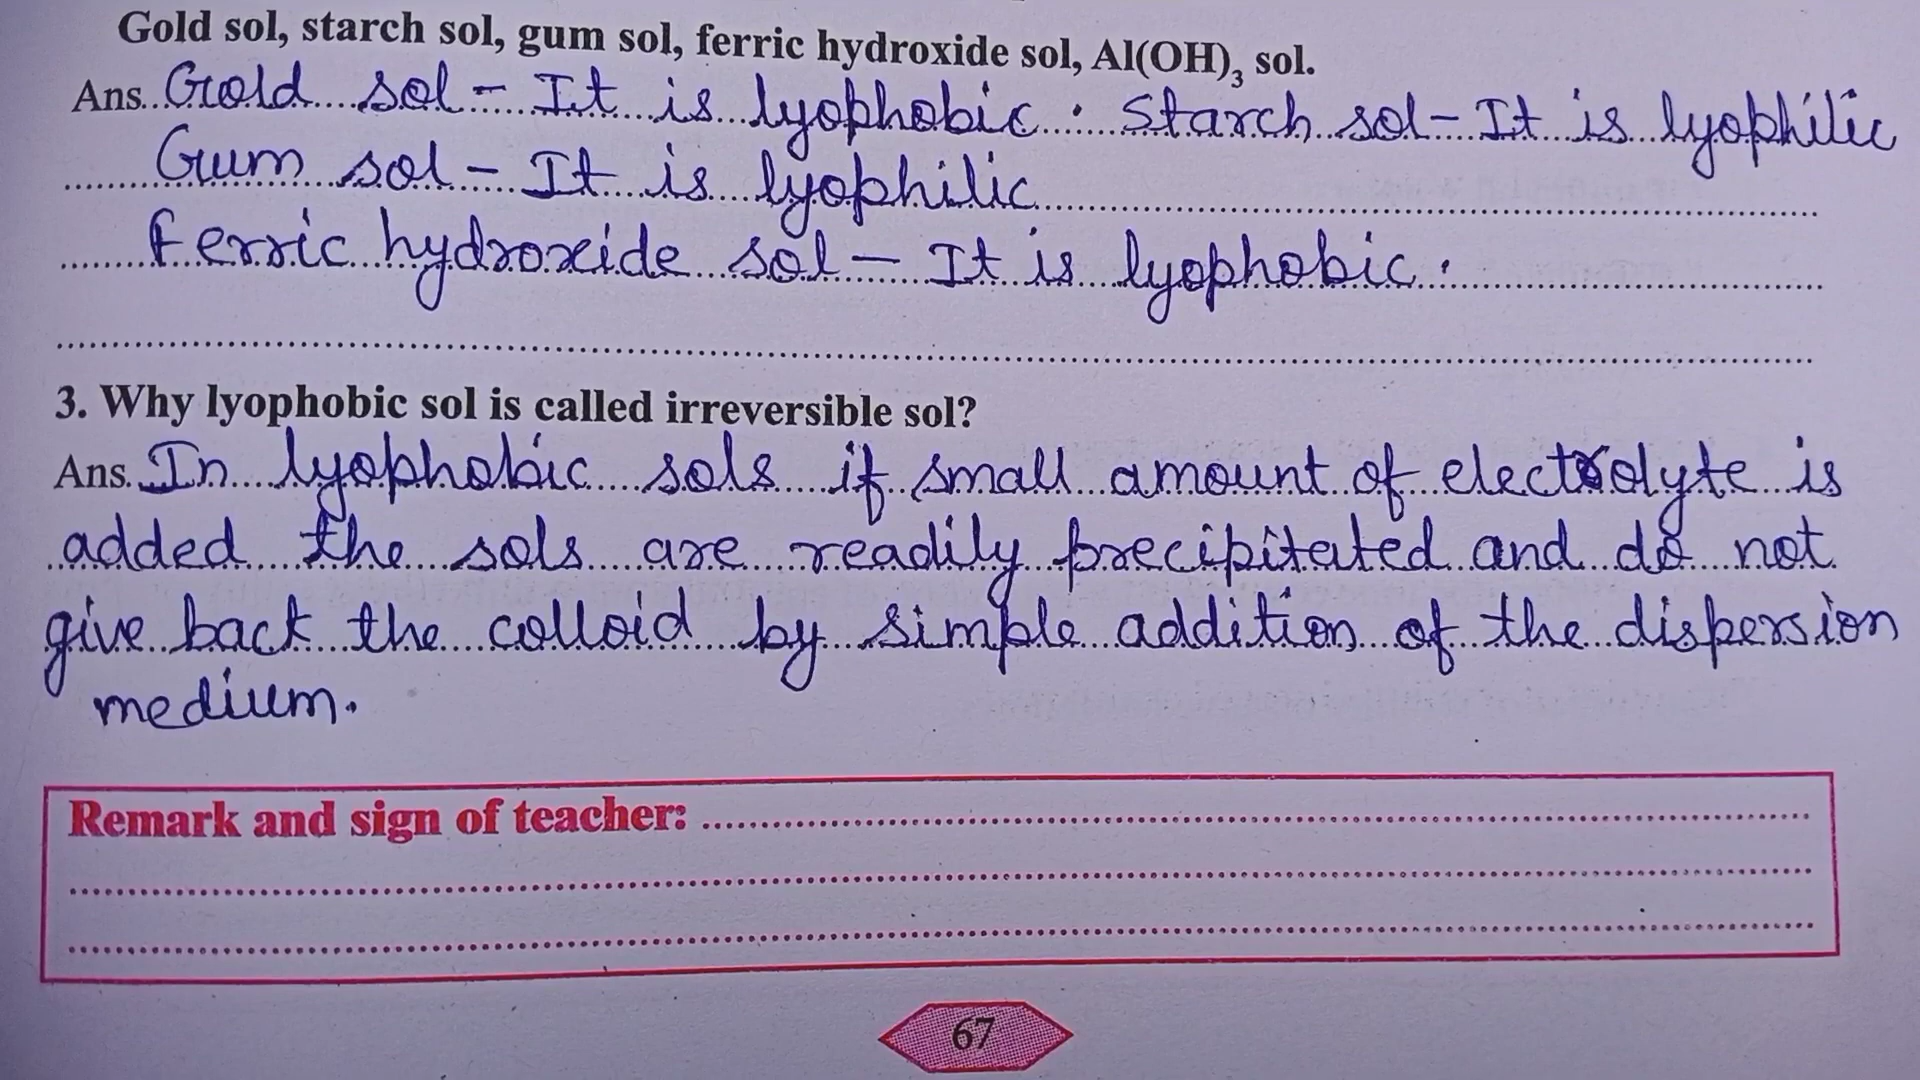 Gold sol, starch sol, gum sol, ferric hydroxide sol, Al(OH)₃ sol.
Ans. Gold sol - It is lyophobic. Starch sol - It is lyophilic
Gum sol - It is lyophilic
Ferric hydroxide sol - It is lyophobic.
3. Why lyophobic sol is called irreversible sol?
Ans. In lyophobic sols if small amount of electrolyte is
added the sols are readily precipitated and do not
give back the colloid by simple addition of the dispersion
medium.
Remark and sign of teacher:
67